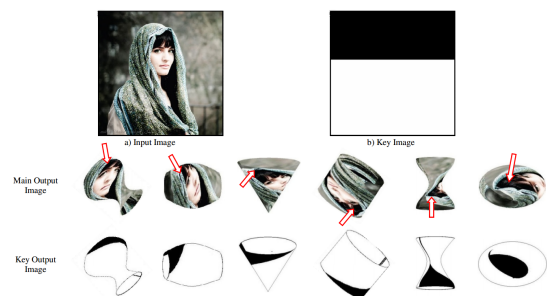 a) Input Image
b) Key Image
Main Output
Image
Key Output
Image